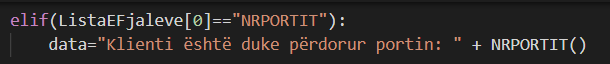 elif(ListaEFjaleve[0]=="NRPORTIT"):
data="Klienti është duke përdorur portin: " + NRPORTIT()